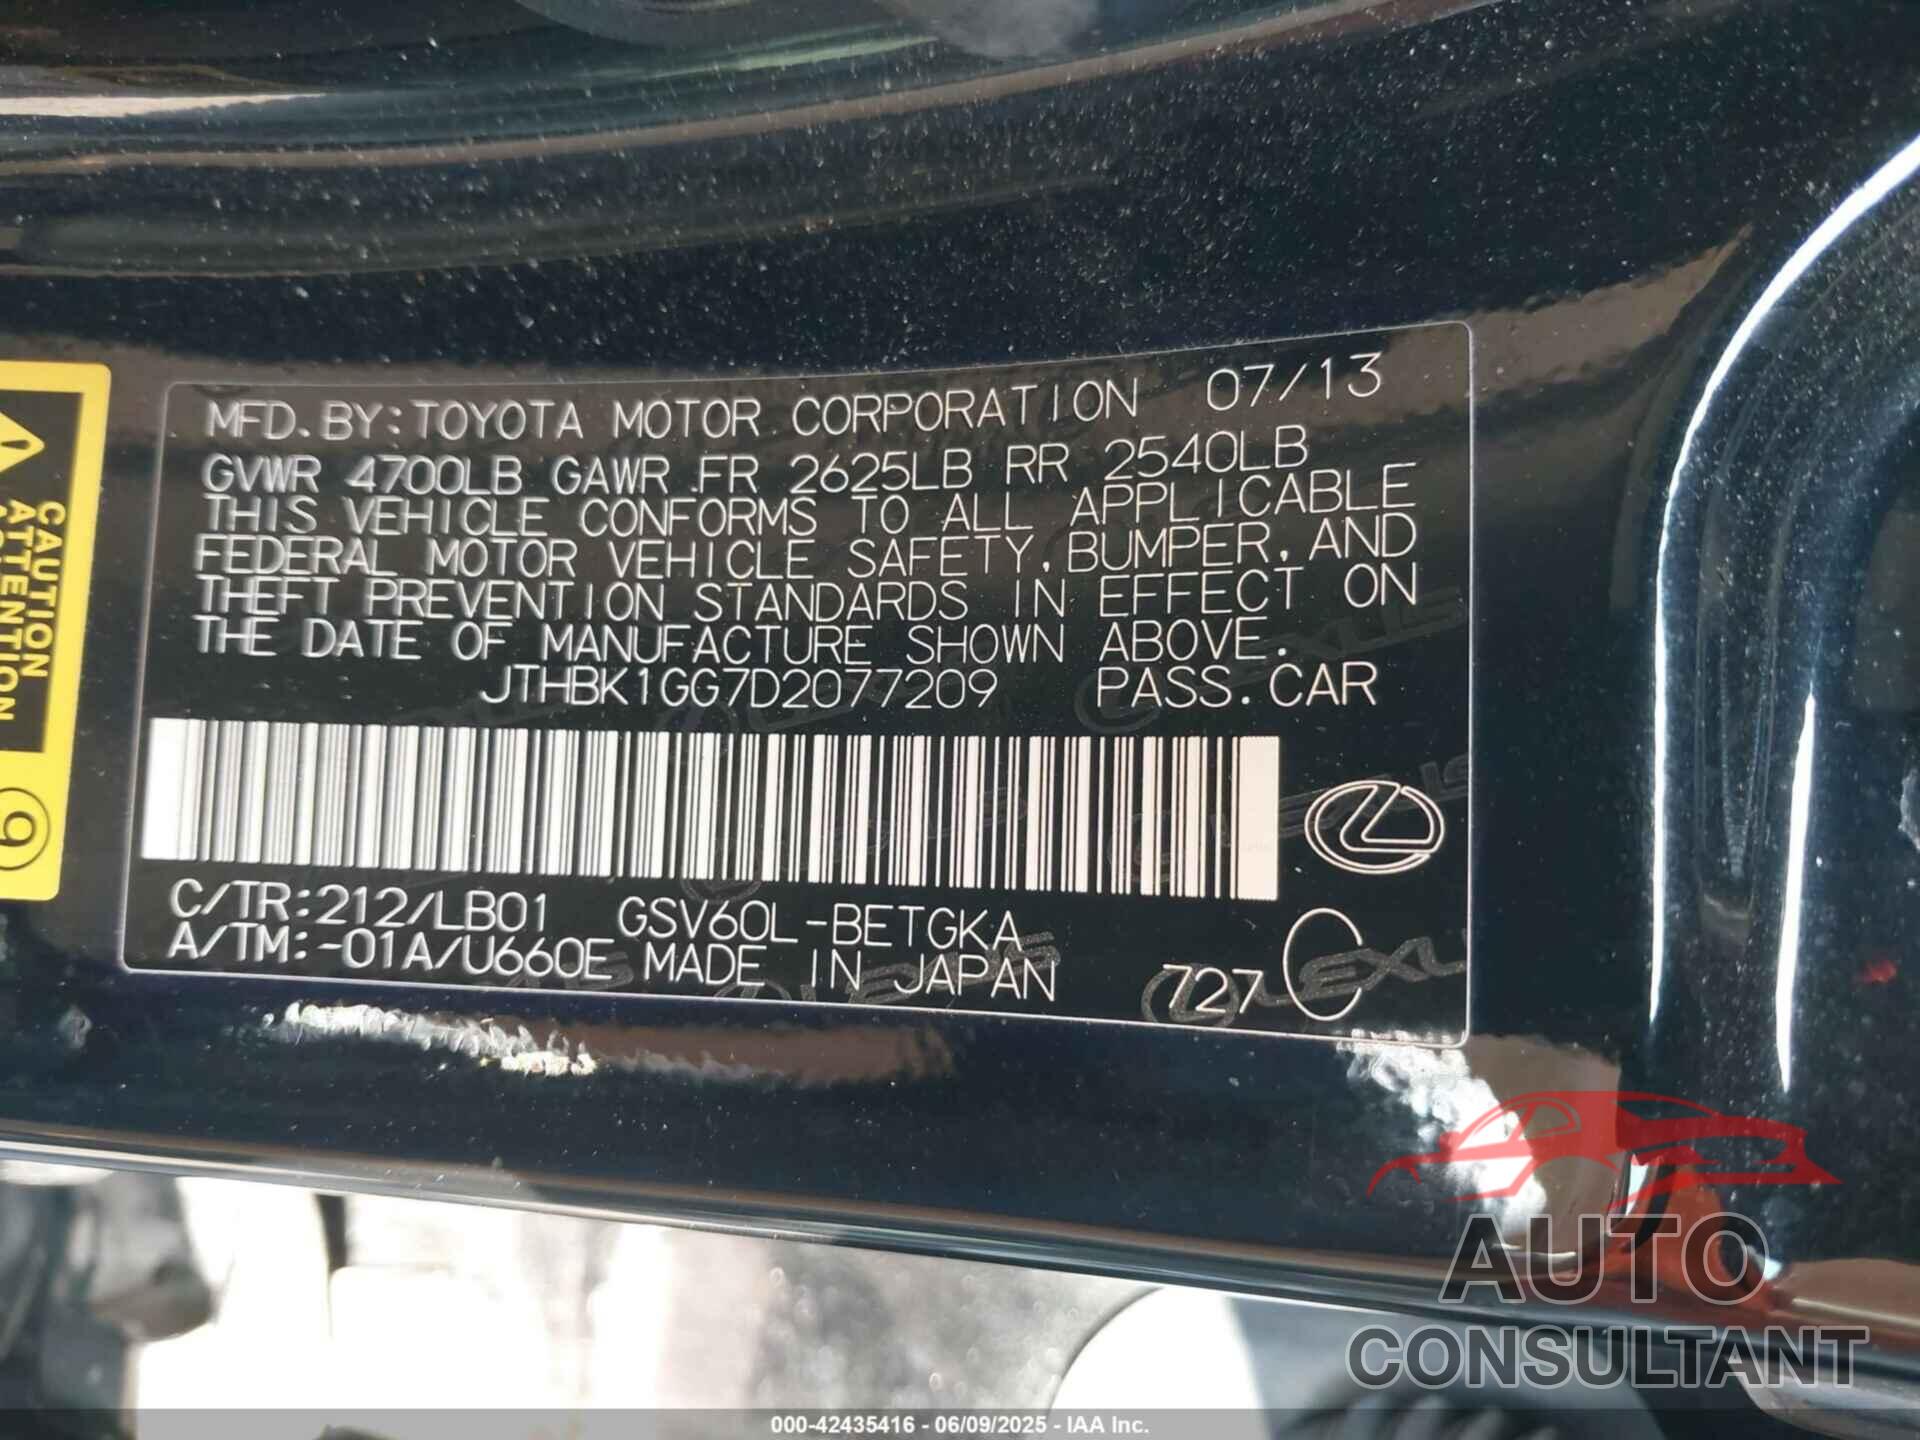 MFD.BY:TOYOTA MOTOR CORPORATION 07/13
GVWR 4700LB GAWR FR 2625LB RR 2540LB
THIS VEHICLE CONFORMS TO ALL APPLICABLE
FEDERAL MOTOR VEHICLE SAFETY, BUMPER, AND
THEFT PREVENTION STANDARDS IN EFFECT ON
THE DATE OF MANUFACTURE SHOWN ABOVE.
JTHBK1GG7D2077209 PASS.CAR
C/TR:212/LB01 GSV60L-BETGKA
A/TM:-01A/U660E MADE IN JAPAN 727
CAUTION
ATTENTION
9
AUTO
CONSULTANT
000-42435416 - 06/09/2025 - IAA Inc.